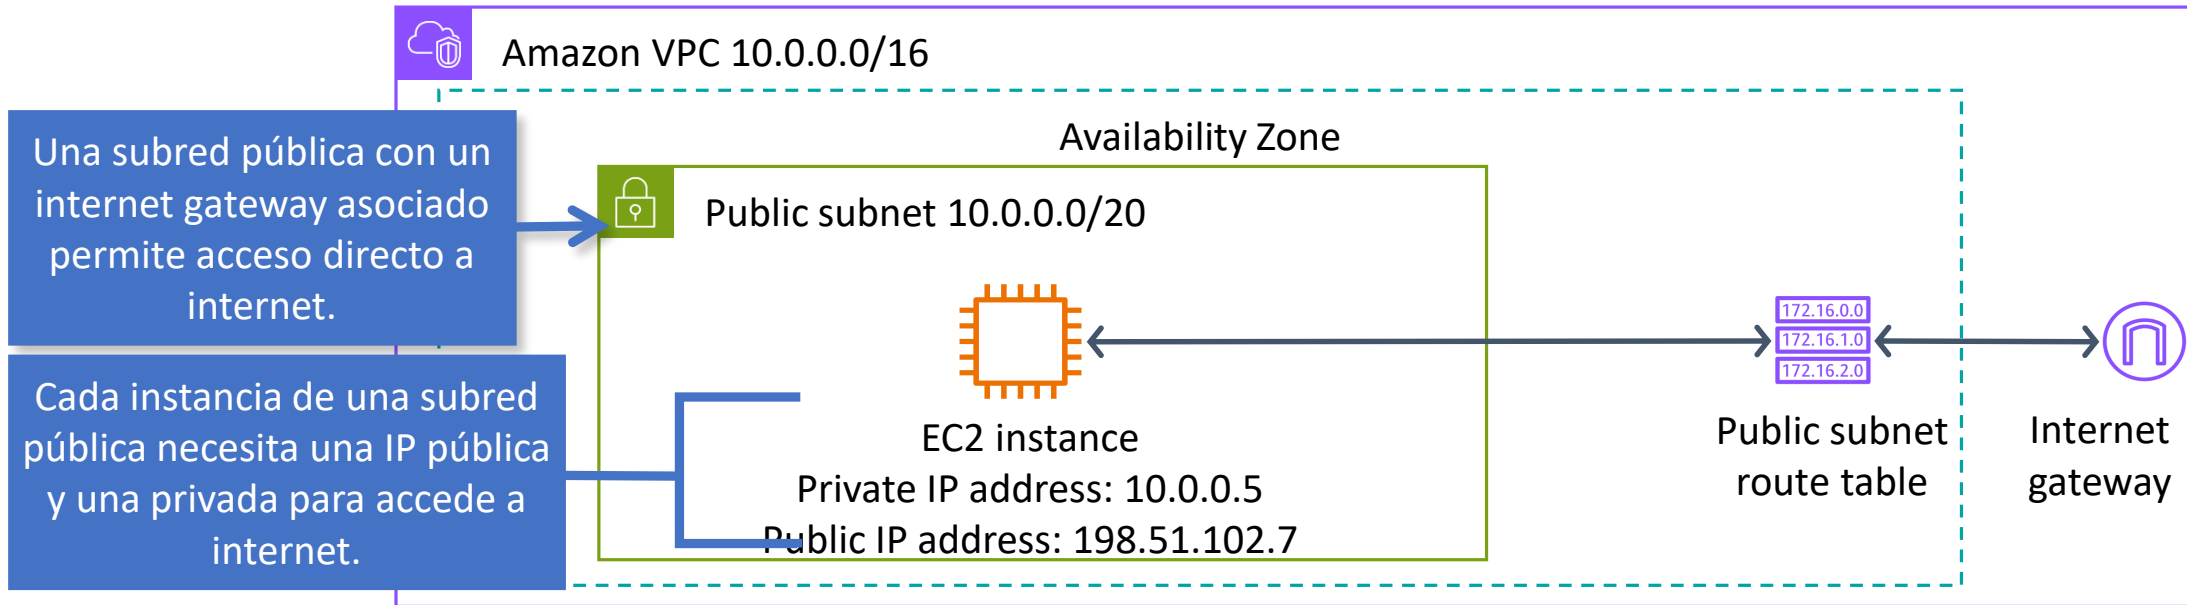 Amazon VPC 10.0.0.0/16
Una subred pública con un
internet gateway asociado
permite acceso directo a
internet.
Availability Zone
Public subnet 10.0.0.0/20
Cada instancia de una subred
pública necesita una IP pública
y una privada para accede a
internet.
EC2 instance
Private IP address: 10.0.0.5
Public IP address: 198.51.102.7
172.16.0.0
172.16.1.0
172.16.2.0
Public subnet
route table
Internet
gateway